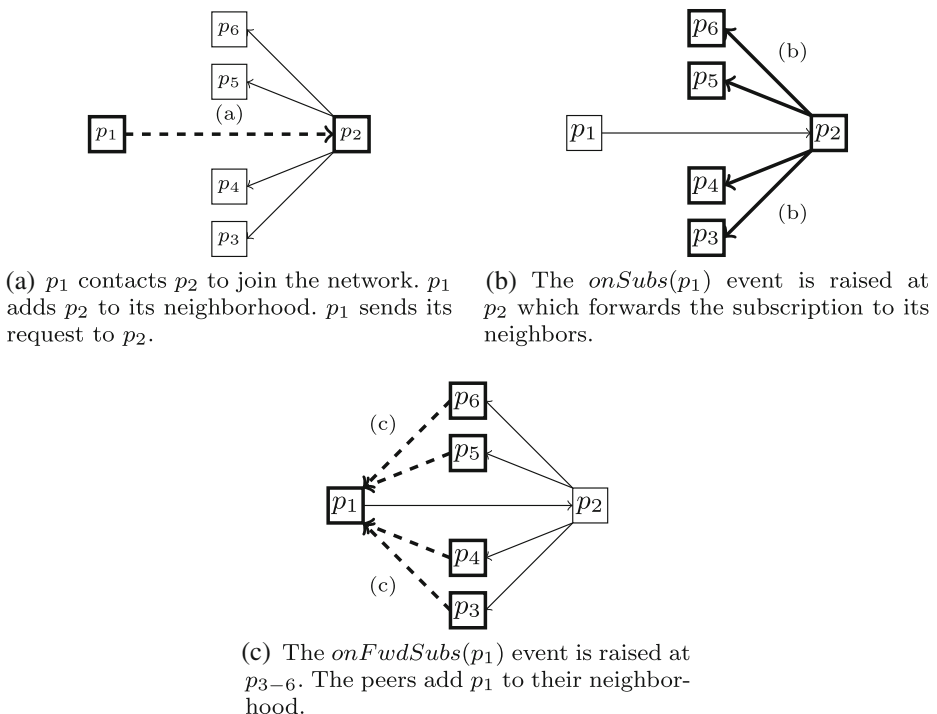 p6
p5
(a)
p1
p2
p4
p3
(a) p1 contacts p2 to join the network. p1
adds p2 to its neighborhood. p1 sends its
request to p2.
p6
(b)
p5
p1
p2
p4
(b)
p3
(b) The onSubs(p1) event is raised at
p2 which forwards the subscription to its
neighbors.
p6
(c)
p5
p1
p2
p4
(c)
p3
(c) The onFwdSubs(p1) event is raised at
p3−6. The peers add p1 to their neighbor-
hood.